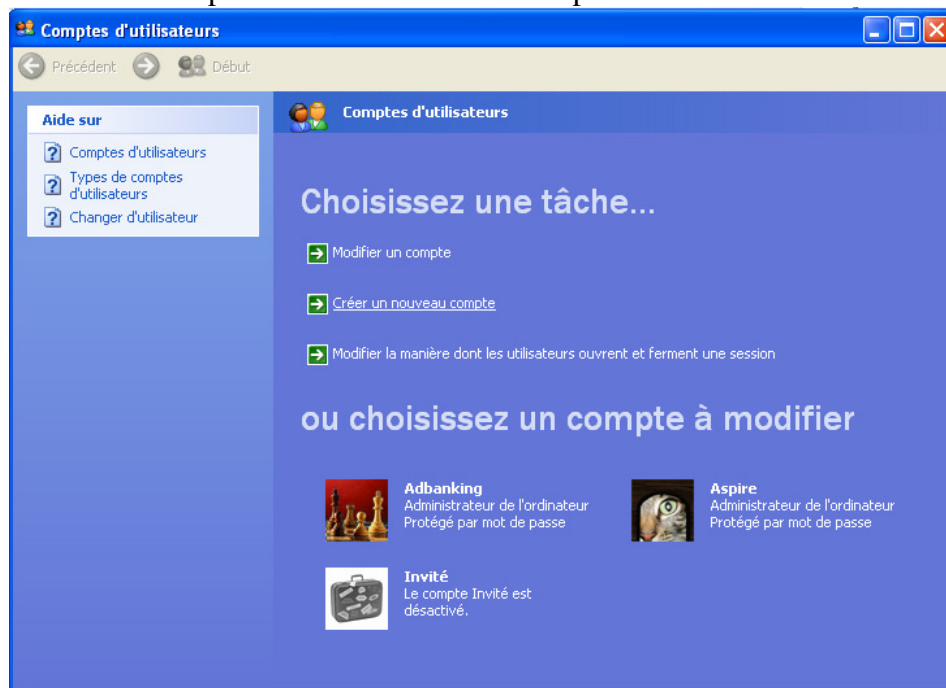 Comptes d'utilisateurs
Précédent Début
Aide sur
Comptes d'utilisateurs
Types de comptes
d'utilisateurs
Changer d'utilisateur
Comptes d'utilisateurs
Choisissez une tâche...
Modifier un compte
Créer un nouveau compte
Modifier la manière dont les utilisateurs ouvrent et ferment une session
ou choisissez un compte à modifier
Adbanking
Administrateur de l'ordinateur
Protégé par mot de passe
Aspire
Administrateur de l'ordinateur
Protégé par mot de passe
Invité
Le compte Invité est
désactivé.